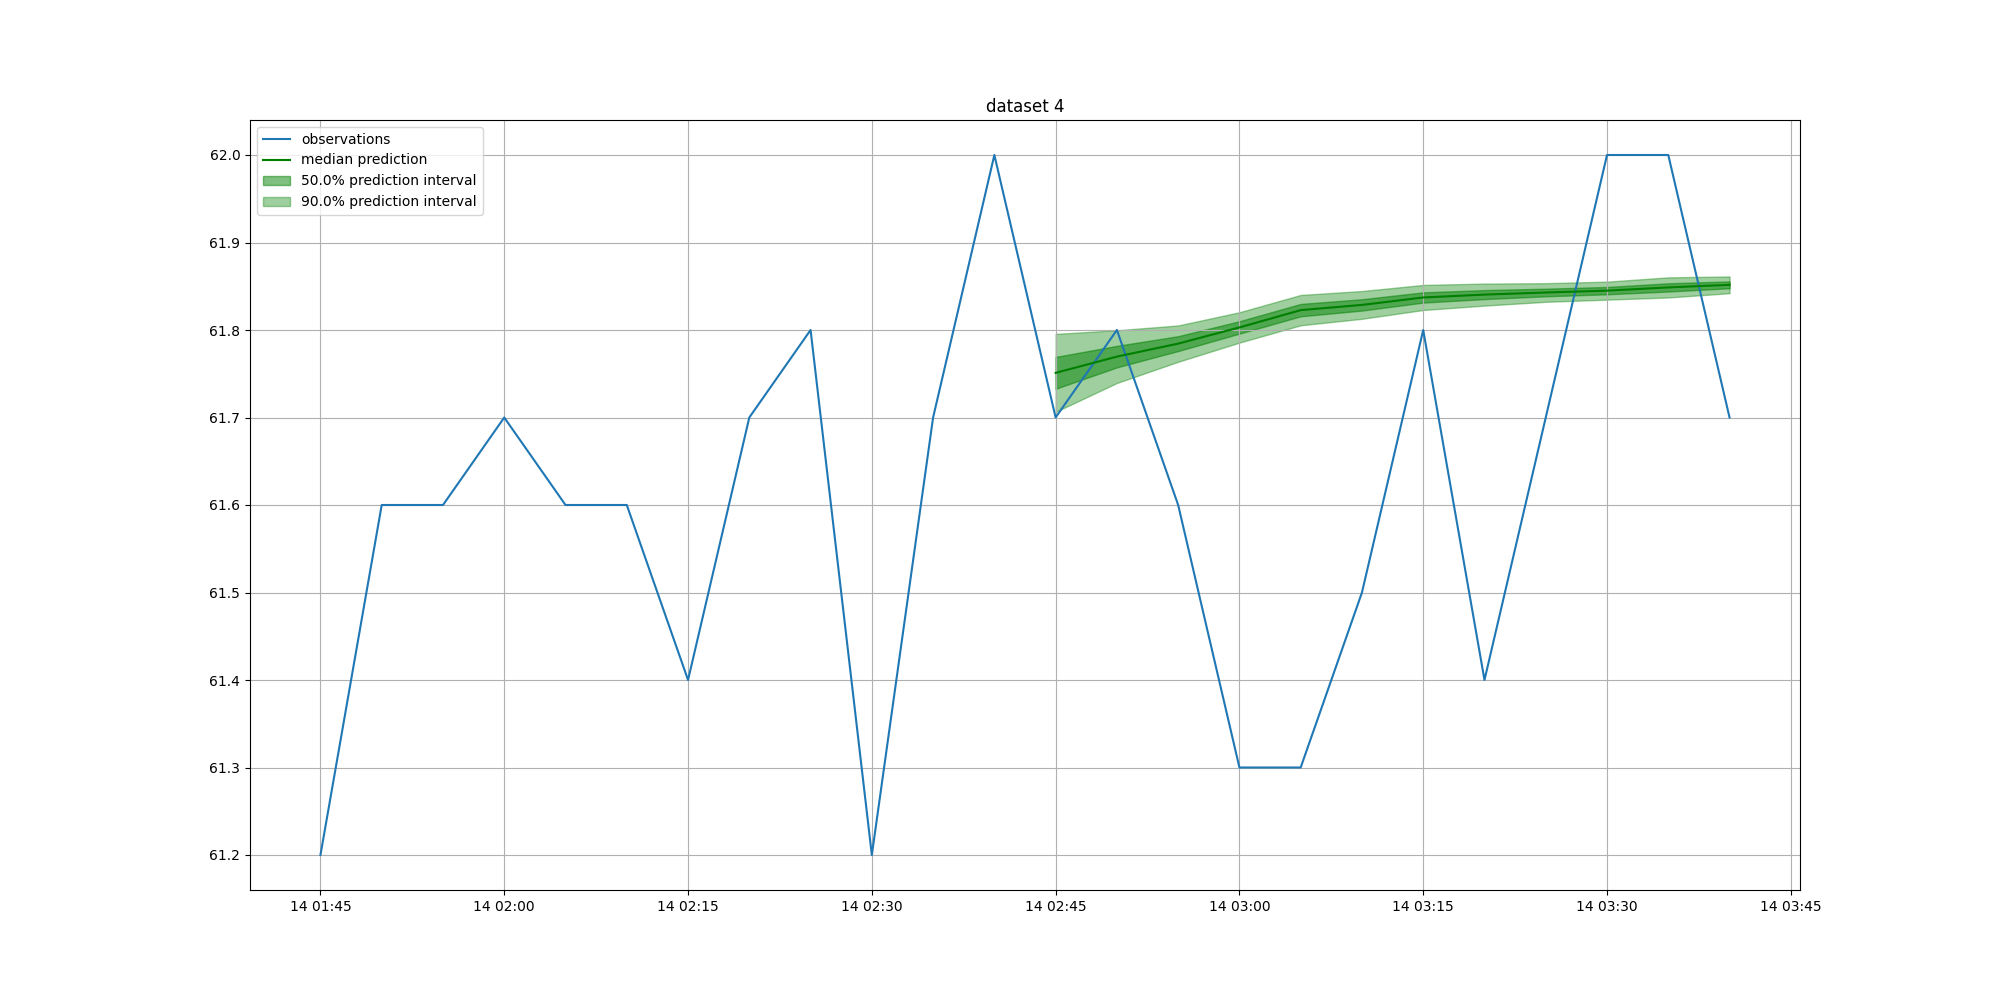 dataset 4
observations
median prediction
50.0% prediction interval
90.0% prediction interval
62.0
61.9
61.8
61.7
61.6
61.5
61.4
61.3
61.2
14 01:45 14 02:00 14 02:15 14 02:30 14 02:45 14 03:00 14 03:15 14 03:30 14 03:45